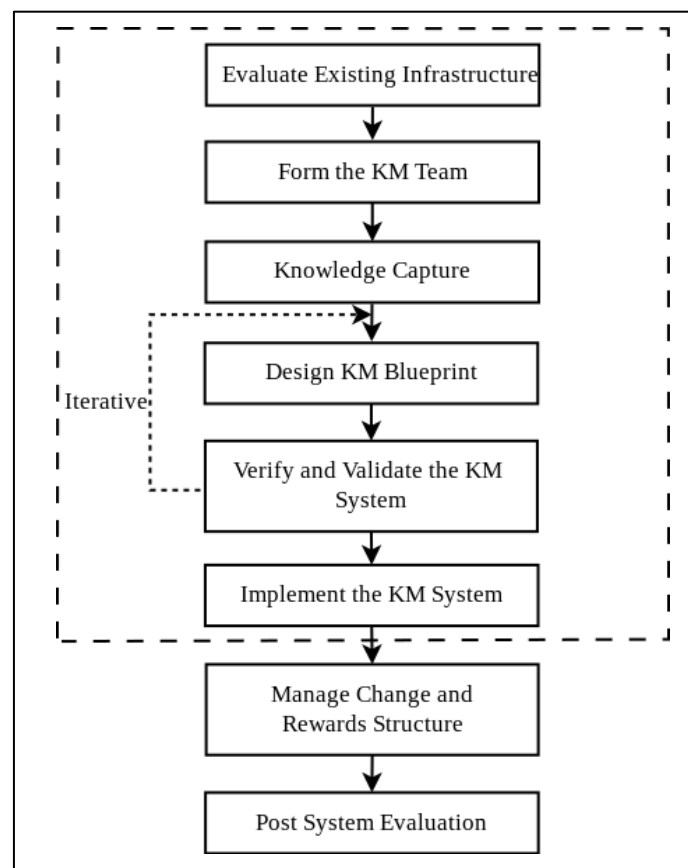 Evaluate Existing Infrastructure
Form the KM Team
Knowledge Capture
Design KM Blueprint
Iterative
Verify and Validate the KM
System
Implement the KM System
Manage Change and
Rewards Structure
Post System Evaluation